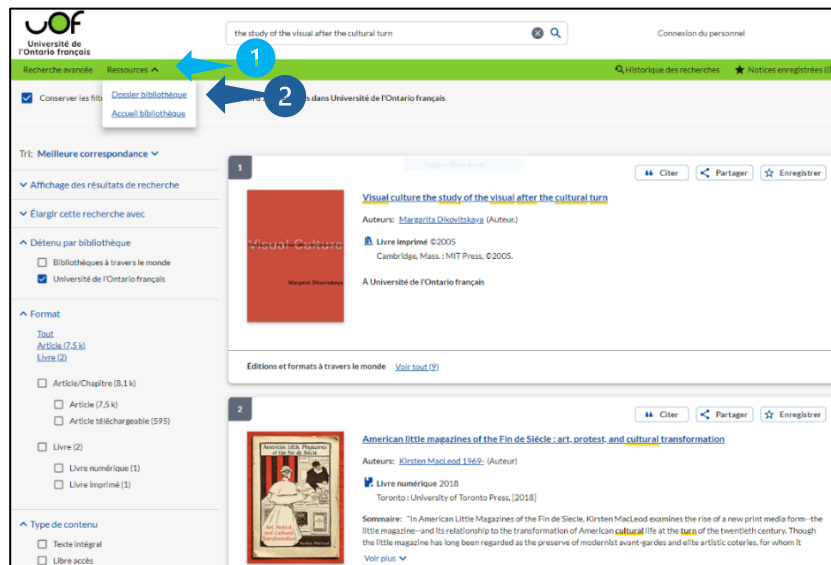 UOF
Université de
l'Ontario français
the study of the visual after the cultural turn
Connexion du personnel
Recherche avancée Ressources
1
Historique des recherches Notices enregistrées (0
Conserver les filt
Dossier bibliothèque
2
dans Université de l'Ontario français
Accueil bibliothèque
Tri: Meilleure correspondance
Affichage des résultats de recherche
Élargir cette recherche avec
Détenu par bibliothèque
Bibliothèques à travers le monde
Université de l'Ontario français
Format
Tout
Article (7,5 k)
Livre (2)
Article/Chapitre (8,1 k)
Article (7,5 k)
Article téléchargeable (595)
Livre (2)
Livre numérique (1)
Livre imprimé (1)
Type de contenu
Texte intégral
Libre accès
1
Citer Partager Enregistrer
Visual Culture
Margaret Dikovitskaya
Visual culture the study of the visual after the cultural turn
Auteurs: Margarita Dikovitskaya (Auteur.)
Livre imprimé ©2005
Cambridge, Mass. : MIT Press, ©2005.
À Université de l'Ontario français
Éditions et formats à travers le monde Voir tout (9)
2
Citer Partager Enregistrer
American Little Magazines
of the Fin de Siècle
Art, Protest,
and Cultural
Transformation
Kirsten MacLeod
American little magazines of the Fin de Siécle : art, protest, and cultural transformation
Auteurs: Kirsten MacLeod 1969- (Auteur)
Livre numérique 2018
Toronto : University of Toronto Press, [2018]
Sommaire: "In American Little Magazines of the Fin de Siecle, Kirsten MacLeod examines the rise of a new print media form--the
little magazine--and its relationship to the transformation of American cultural life at the turn of the twentieth century. Though
the little magazine has long been regarded as the preserve of modernist avant-gardes and elite artistic coteries, for whom it
Voir plus